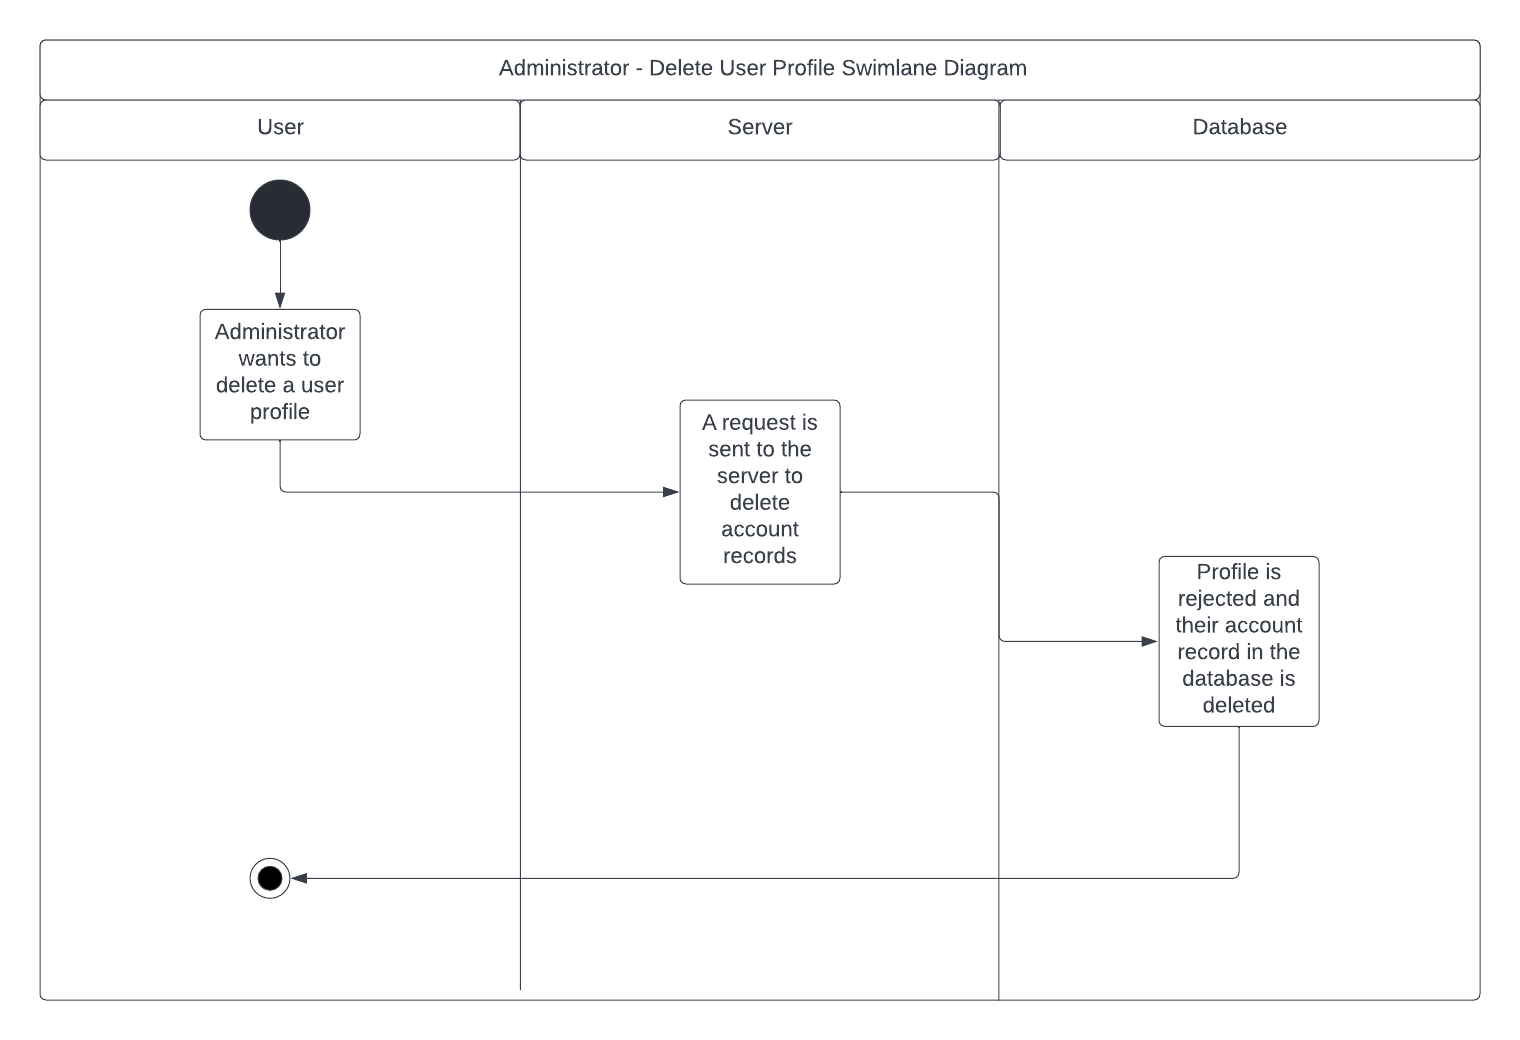 Administrator - Delete User Profile Swimlane Diagram
User
Server
Database
Administrator
wants to
delete a user
profile
A request is
sent to the
server to
delete
account
records
Profile is
rejected and
their account
record in the
database is
deleted